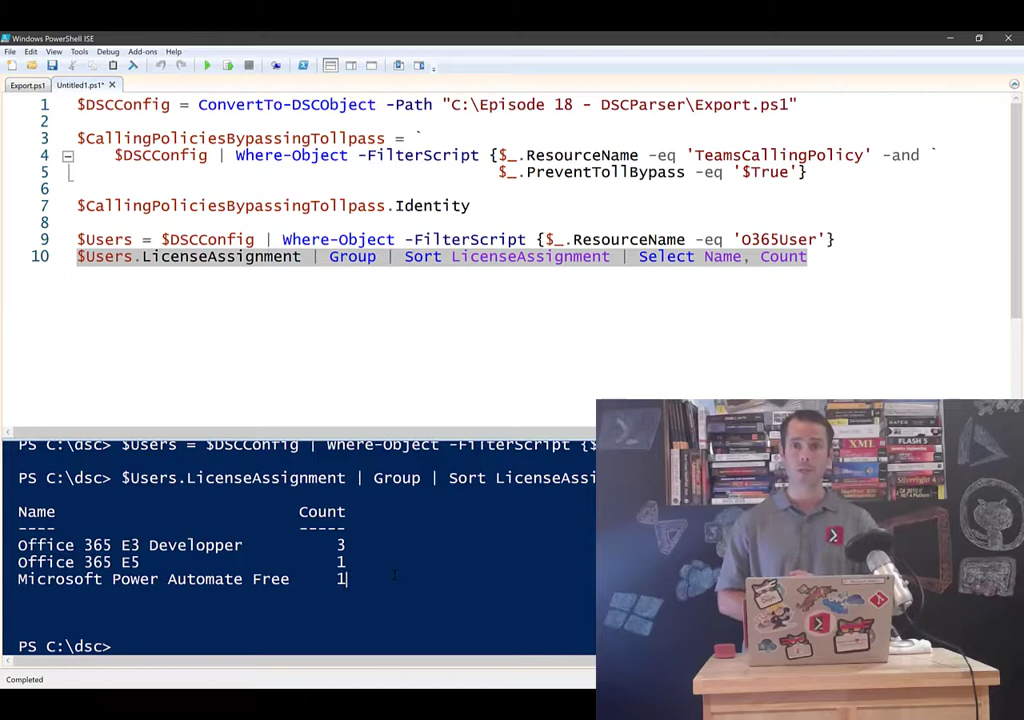 Windows PowerShell ISE
File Edit View Tools Debug Add-ons Help
Export.ps1 Untitled1.ps1* X
1 $DSCConfig = ConvertTo-DSCObject -Path "C:\Episode 18 - DSCParser\Export.ps1"
2
3 $CallingPoliciesBypassingTollpass = `
4 $DSCConfig | Where-Object -FilterScript {$_.ResourceName -eq 'TeamsCallingPolicy' -and `
5 $_.PreventTollBypass -eq '$True'}
6
7 $CallingPoliciesBypassingTollpass.Identity
8
9 $Users = $DSCConfig | Where-Object -FilterScript {$_.ResourceName -eq 'O365User'}
10 $Users.LicenseAssignment | Group | Sort LicenseAssignment | Select Name, Count
PS C:\dsc> $Users = $DSCConfig | Where-Object -FilterScript {$
PS C:\dsc> $Users.LicenseAssignment | Group | Sort LicenseAssi
Name Count
---- -----
Office 365 E3 Developper 3
Office 365 E5 1
Microsoft Power Automate Free 1
PS C:\dsc>
Completed
XML
FLASH 5